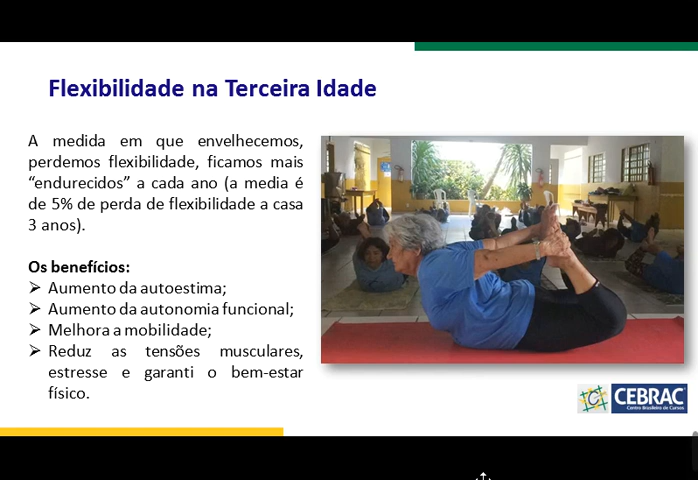 Flexibilidade na Terceira Idade
A medida em que envelhecemos,
perdemos flexibilidade, ficamos mais
“endurecidos” a cada ano (a media é
de 5% de perda de flexibilidade a casa
3 anos).
Os benefícios:
➢ Aumento da autoestima;
➢ Aumento da autonomia funcional;
➢ Melhora a mobilidade;
➢ Reduz as tensões musculares,
estresse e garanti o bem-estar
físico.
CEBRAC
Centro Brasileiro de Cursos